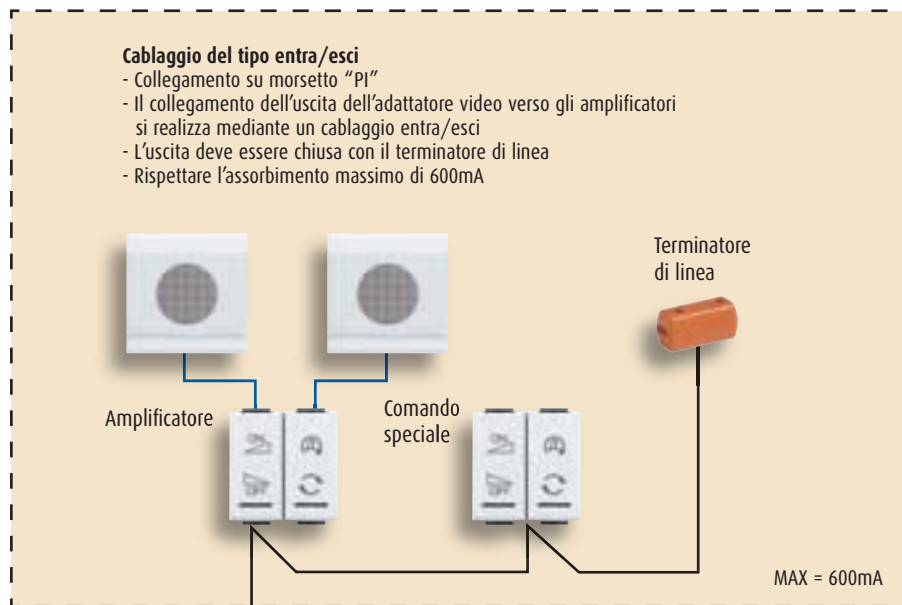 Cablaggio del tipo entra/esci
- Collegamento su morsetto “PI”
- Il collegamento dell’uscita dell’adattatore video verso gli amplificatori
si realizza mediante un cablaggio entra/esci
- L’uscita deve essere chiusa con il terminatore di linea
- Rispettare l’assorbimento massimo di 600mA
Terminatore
di linea
Amplificatore
Comando
speciale
MAX = 600mA